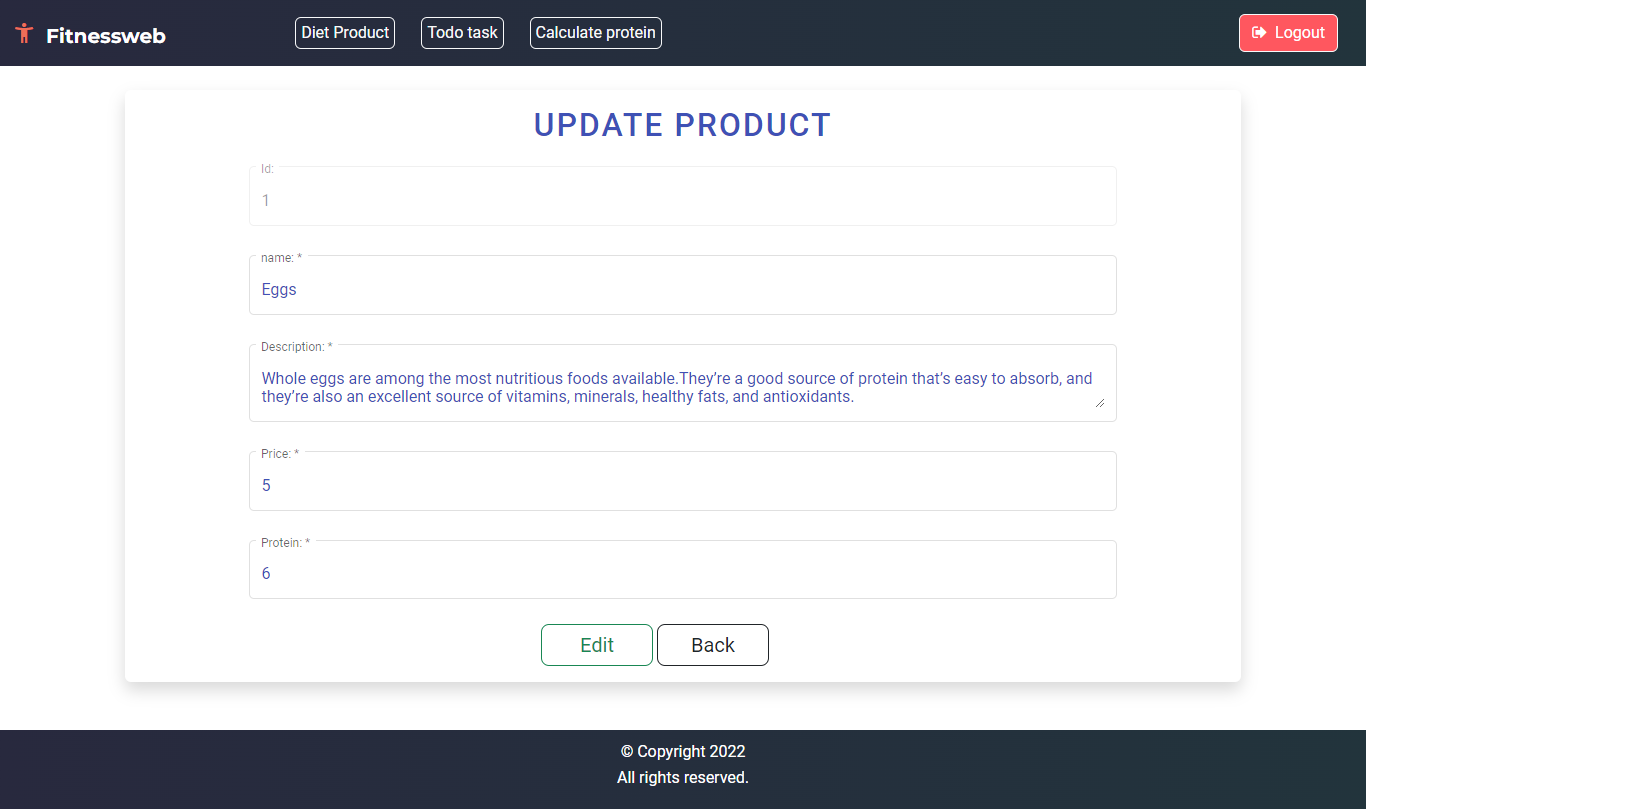 Fitnessweb
Diet Product
Todo task
Calculate protein
Logout
UPDATE PRODUCT
Id:
1
name: *
Eggs
Description: *
Whole eggs are among the most nutritious foods available.They’re a good source of protein that’s easy to absorb, and
they’re also an excellent source of vitamins, minerals, healthy fats, and antioxidants.
Price: *
5
Protein: *
6
Edit
Back
© Copyright 2022
All rights reserved.